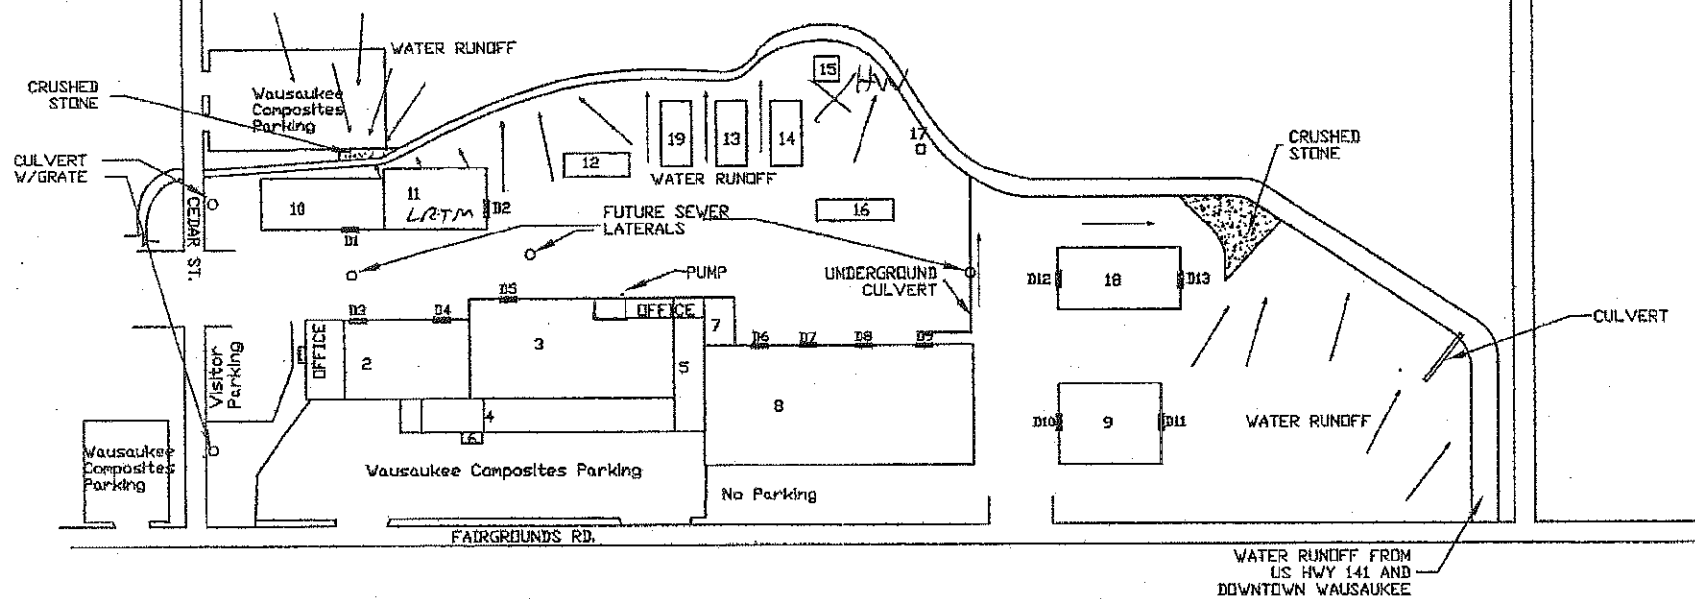 WATER RUNOFF
CRUSHED
STONE
Wausaukee
Composites
Parking
CULVERT
W/GRATE
CEDAR ST.
10
11
LRTM
D1
D2
12
19
13
14
15
HW
17
WATER RUNOFF
16
FUTURE SEWER
LATERALS
PUMP
UNDERGROUND
CULVERT
CRUSHED
STONE
D12
18
D13
CULVERT
D3
D4
D5
OFFICE
2
3
OFFICE
7
5
4
6
D6
D7
D8
D9
8
D10
9
D11
WATER RUNOFF
Visitor
Parking
Wausaukee
Composites
Parking
Wausaukee Composites Parking
No Parking
FAIRGROUNDS RD.
WATER RUNOFF FROM
US HWY 141 AND
DOWNTOWN WAUSAUKEE